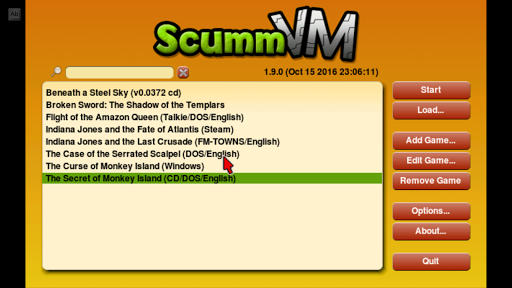 ScummVM
1.9.0 (Oct 15 2016 23:06:11)
Beneath a Steel Sky (v0.0372 cd)
Broken Sword: The Shadow of the Templars
Flight of the Amazon Queen (Talkie/DOS/English)
Indiana Jones and the Fate of Atlantis (Steam)
Indiana Jones and the Last Crusade (FM-TOWNS/English)
The Case of the Serrated Scalpel (DOS/English)
The Curse of Monkey Island (Windows)
The Secret of Monkey Island (CD/DOS/English)
Start
Load...
Add Game...
Edit Game...
Remove Game
Options...
About...
Quit